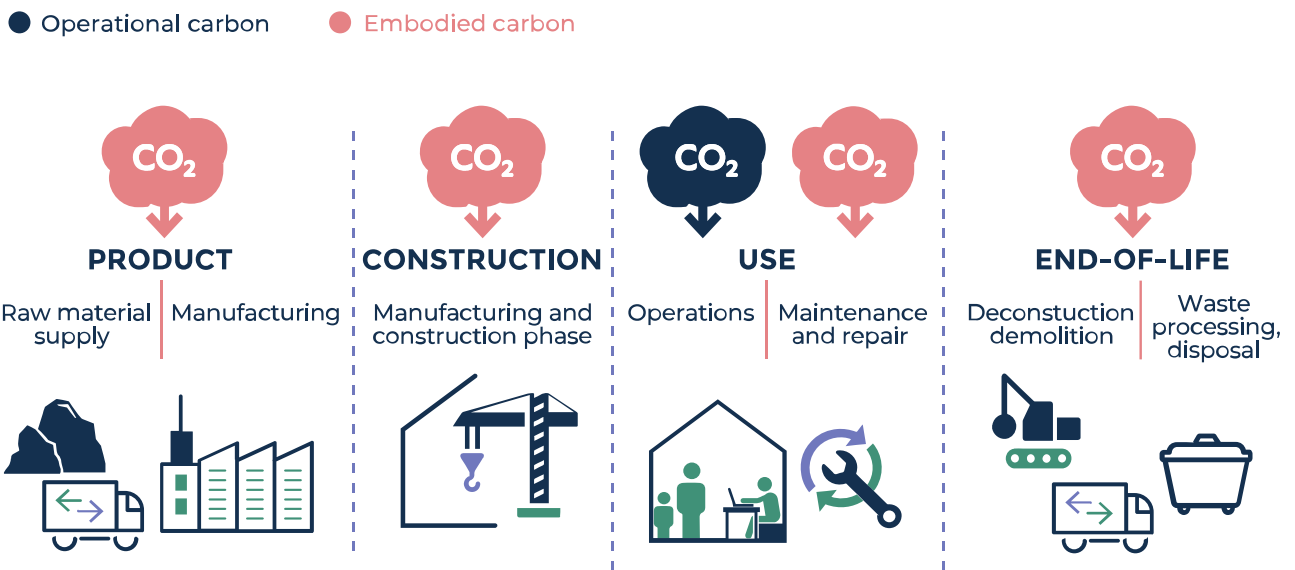 Operational carbon
Embodied carbon
CO2
CO2
CO2
CO2
CO2
PRODUCT
CONSTRUCTION
USE
END-OF-LIFE
Raw material
supply
Manufacturing
Manufacturing and
construction phase
Operations
Maintenance
and repair
Deconstuction
demolition
Waste
processing,
disposal